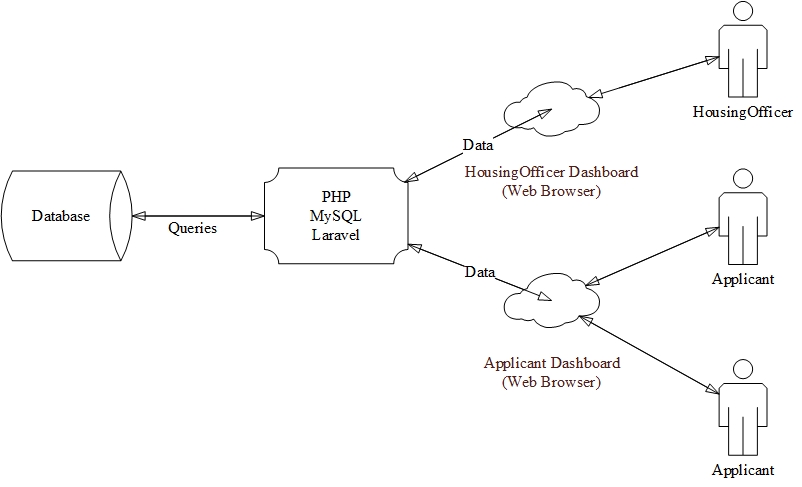 HousingOfficer
Data
HousingOfficer Dashboard
(Web Browser)
Database
Queries
PHP
MySQL
Laravel
Data
Applicant
Applicant Dashboard
(Web Browser)
Applicant